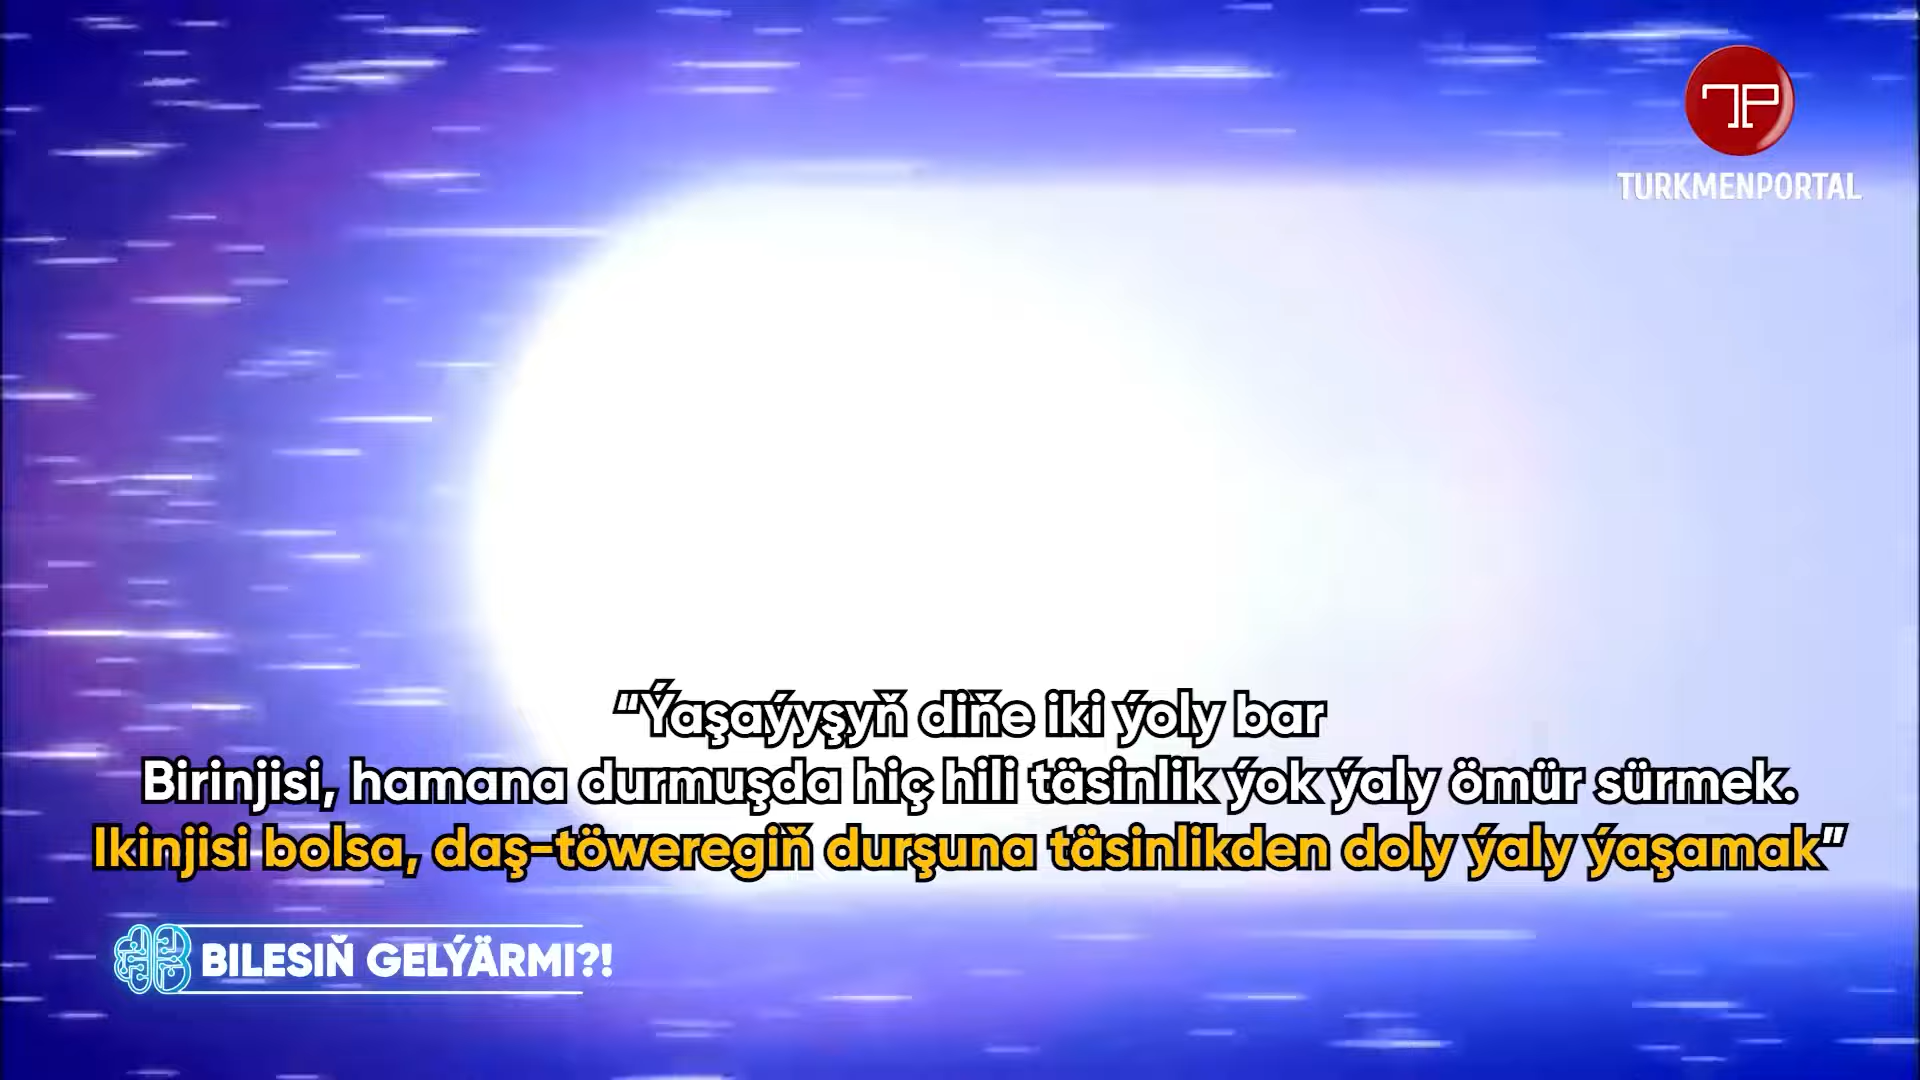 TP
TURKMENPORTAL
“Ýaşaýyşyň diňe iki ýoly bar
Birinjisi, hamana durmuşda hiç hili täsinlik ýok ýaly ömür sürmek.
Ikinjisi bolsa, daş-töweregiň durşuna täsinlikden doly ýaly ýaşamak”
BILESIŇ GELÝÄRMI?!